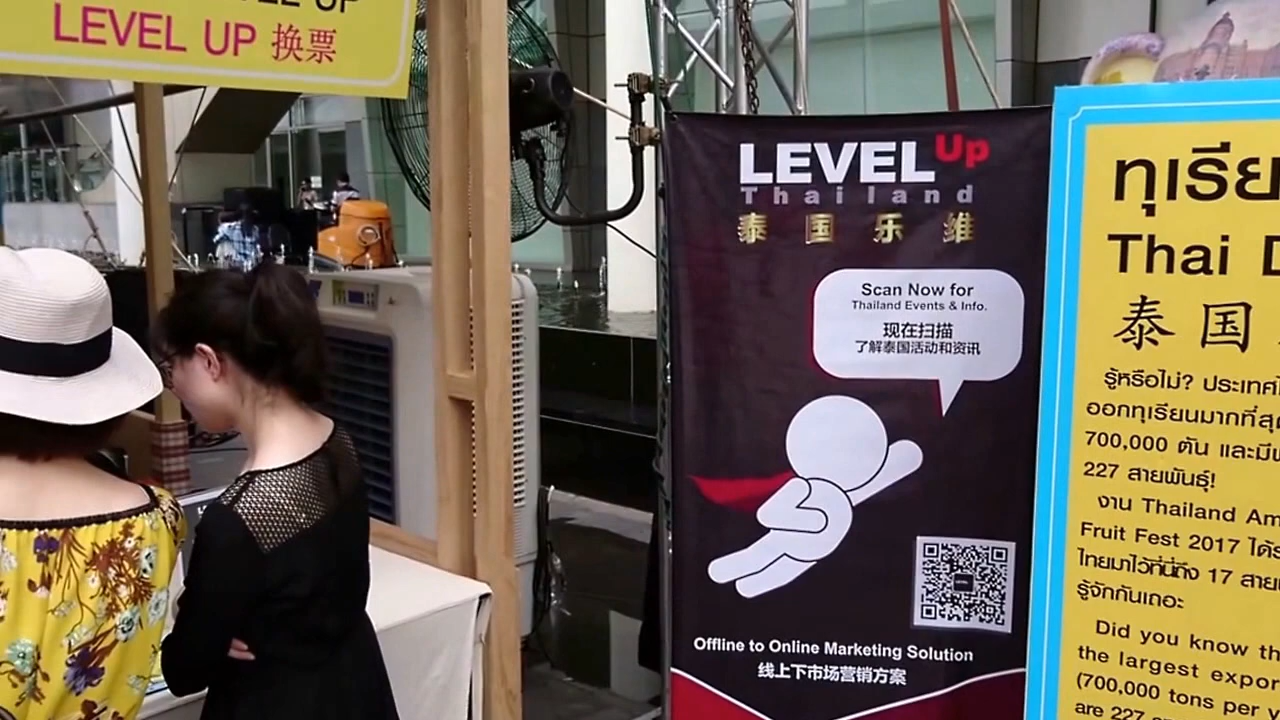 LEVEL UP
LEVEL UP 换票
LEVEL Up
Thailand
泰国乐维
Scan Now for
Thailand Events & Info.
现在扫描
了解泰国活动和资讯
Offline to Online Marketing Solution
线上下市场营销方案
ทุเรีย
Thai D
泰国
รู้หรือไม่? ประเทศ
ออกทุเรียนมากที่สุ
700,000 ตัน และมี
227 สายพันธุ์!
งาน Thailand Am
Fruit Fest 2017 ได้
ไทยมาไว้ที่นี่ถึง 17 สาย
รู้จักกันเถอะ
Did you know th
the largest expor
(700,000 tons per y
are 227